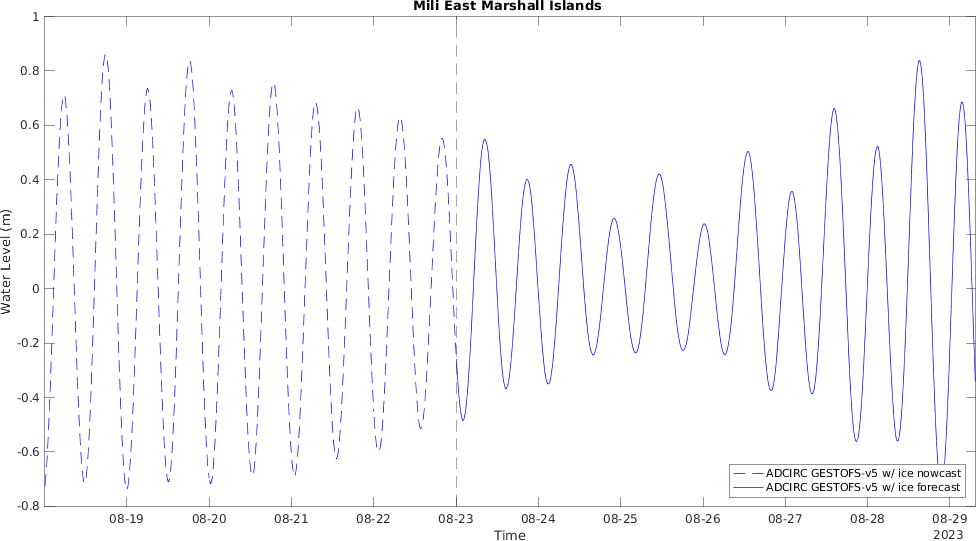 Mili East Marshall Islands
1
0.8
0.6
0.4
0.2
0
-0.2
-0.4
-0.6
-0.8
Water Level (m)
ADCIRC GESTOFS-v5 w/ ice nowcast
ADCIRC GESTOFS-v5 w/ ice forecast
08-19 08-20 08-21 08-22 08-23 08-24 08-25 08-26 08-27 08-28 08-29
Time
2023